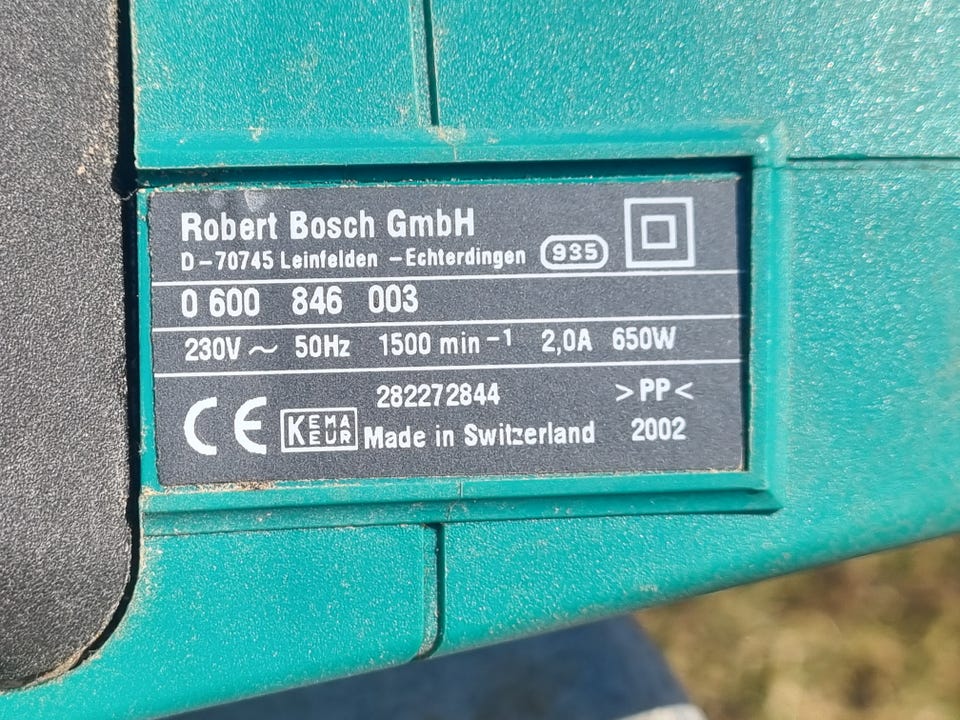 Robert Bosch GmbH
D-70745 Leinfelden -Echterdingen 935
0 600 846 003
230V ~ 50Hz 1500 min⁻¹ 2,0A 650W
282272844 >PP<
CE KEMA EUR Made in Switzerland 2002